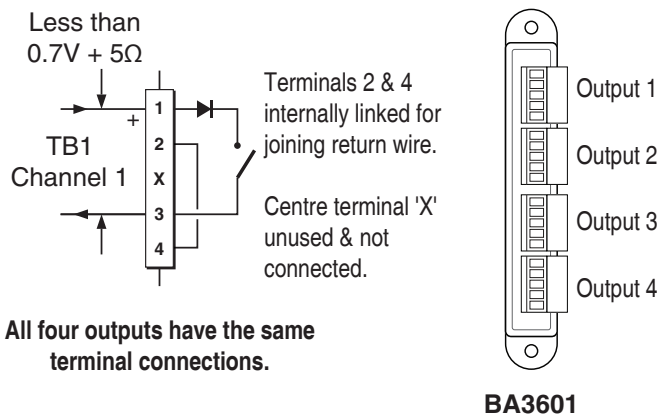 Less than
0.7V + 5Ω
+
1
2
X
3
4
TB1
Channel 1
Terminals 2 & 4
internally linked for
joining return wire.
Centre terminal 'X'
unused & not
connected.
All four outputs have the same
terminal connections.
Output 1
Output 2
Output 3
Output 4
BA3601